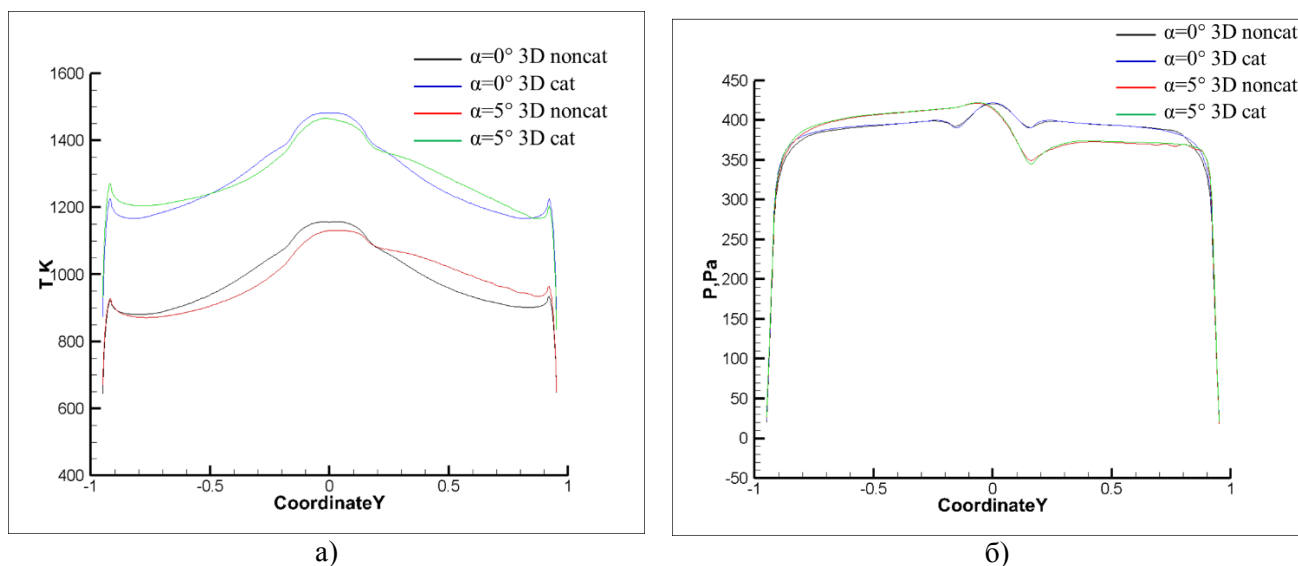 α=0° 3D noncat
α=0° 3D cat
α=5° 3D noncat
α=5° 3D cat
1600
1400
1200
1000
800
600
400
T,K
-1
-0.5
0
0.5
1
CoordinateY
а)
α=0° 3D noncat
α=0° 3D cat
α=5° 3D noncat
α=5° 3D cat
450
400
350
300
250
200
150
100
50
0
-50
P,Pa
-1
-0.5
0
0.5
1
CoordinateY
б)